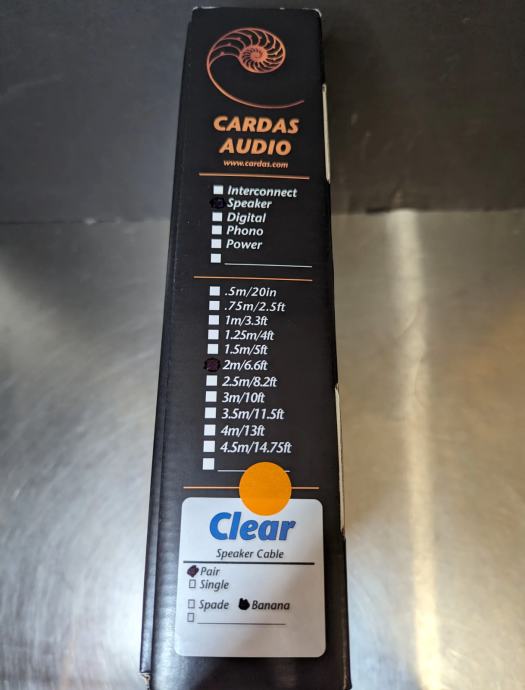 CARDAS
AUDIO
www.cardas.com
Interconnect
Speaker
Digital
Phono
Power
.5m/20in
.75m/2.5ft
1m/3.3ft
1.25m/4ft
1.5m/5ft
2m/6.6ft
2.5m/8.2ft
3m/10ft
3.5m/11.5ft
4m/13ft
4.5m/14.75ft
Clear
Speaker Cable
Pair
Single
Spade Banana